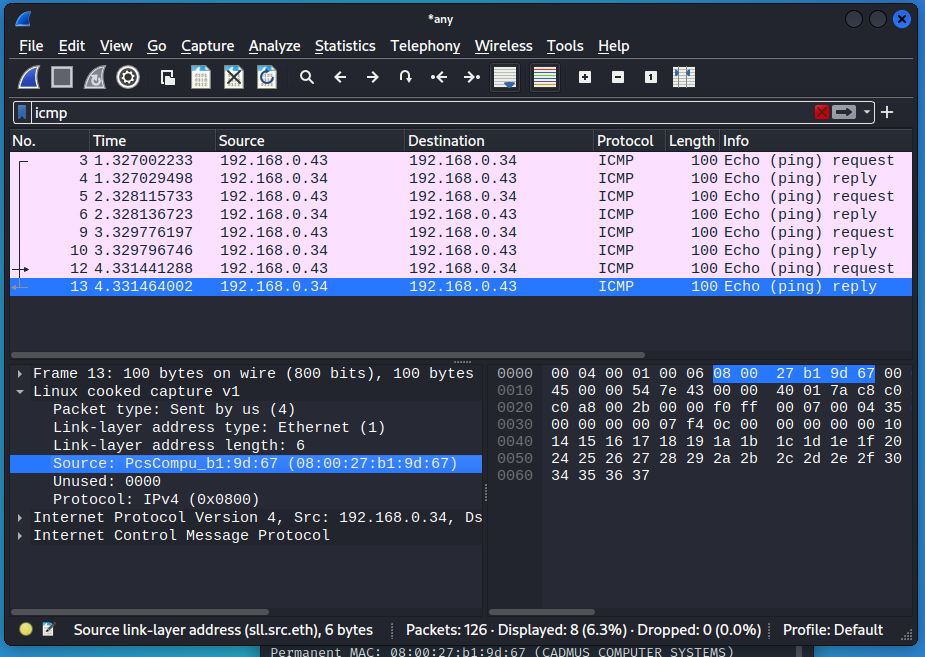 *any
File Edit View Go Capture Analyze Statistics Telephony Wireless Tools Help
icmp
No. Time Source Destination Protocol Length Info
3 1.327002233 192.168.0.43 192.168.0.34 ICMP 100 Echo (ping) request
4 1.327029498 192.168.0.34 192.168.0.43 ICMP 100 Echo (ping) reply
5 2.328115733 192.168.0.43 192.168.0.34 ICMP 100 Echo (ping) request
6 2.328136723 192.168.0.34 192.168.0.43 ICMP 100 Echo (ping) reply
9 3.329776197 192.168.0.43 192.168.0.34 ICMP 100 Echo (ping) request
10 3.329796746 192.168.0.34 192.168.0.43 ICMP 100 Echo (ping) reply
12 4.331441288 192.168.0.43 192.168.0.34 ICMP 100 Echo (ping) request
13 4.331464002 192.168.0.34 192.168.0.43 ICMP 100 Echo (ping) reply
Frame 13: 100 bytes on wire (800 bits), 100 bytes
Linux cooked capture v1
Packet type: Sent by us (4)
Link-layer address type: Ethernet (1)
Link-layer address length: 6
Source: PcsCompu_b1:9d:67 (08:00:27:b1:9d:67)
Unused: 0000
Protocol: IPv4 (0x0800)
Internet Protocol Version 4, Src: 192.168.0.34, Ds
Internet Control Message Protocol
0000 00 04 00 01 00 06 08 00 27 b1 9d 67 00
0010 45 00 00 54 7e 43 00 00 40 01 7a c8 c0
0020 c0 a8 00 2b 00 00 f0 ff 00 07 00 04 35
0030 00 00 00 00 07 f4 0c 00 00 00 00 00 10
0040 14 15 16 17 18 19 1a 1b 1c 1d 1e 1f 20
0050 24 25 26 27 28 29 2a 2b 2c 2d 2e 2f 30
0060 34 35 36 37
Source link-layer address (sll.src.eth), 6 bytes Packets: 126 · Displayed: 8 (6.3%) · Dropped: 0 (0.0%) Profile: Default
Permanent MAC: 08:00:27:b1:9d:67 (CADMUS COMPUTER SYSTEMS)